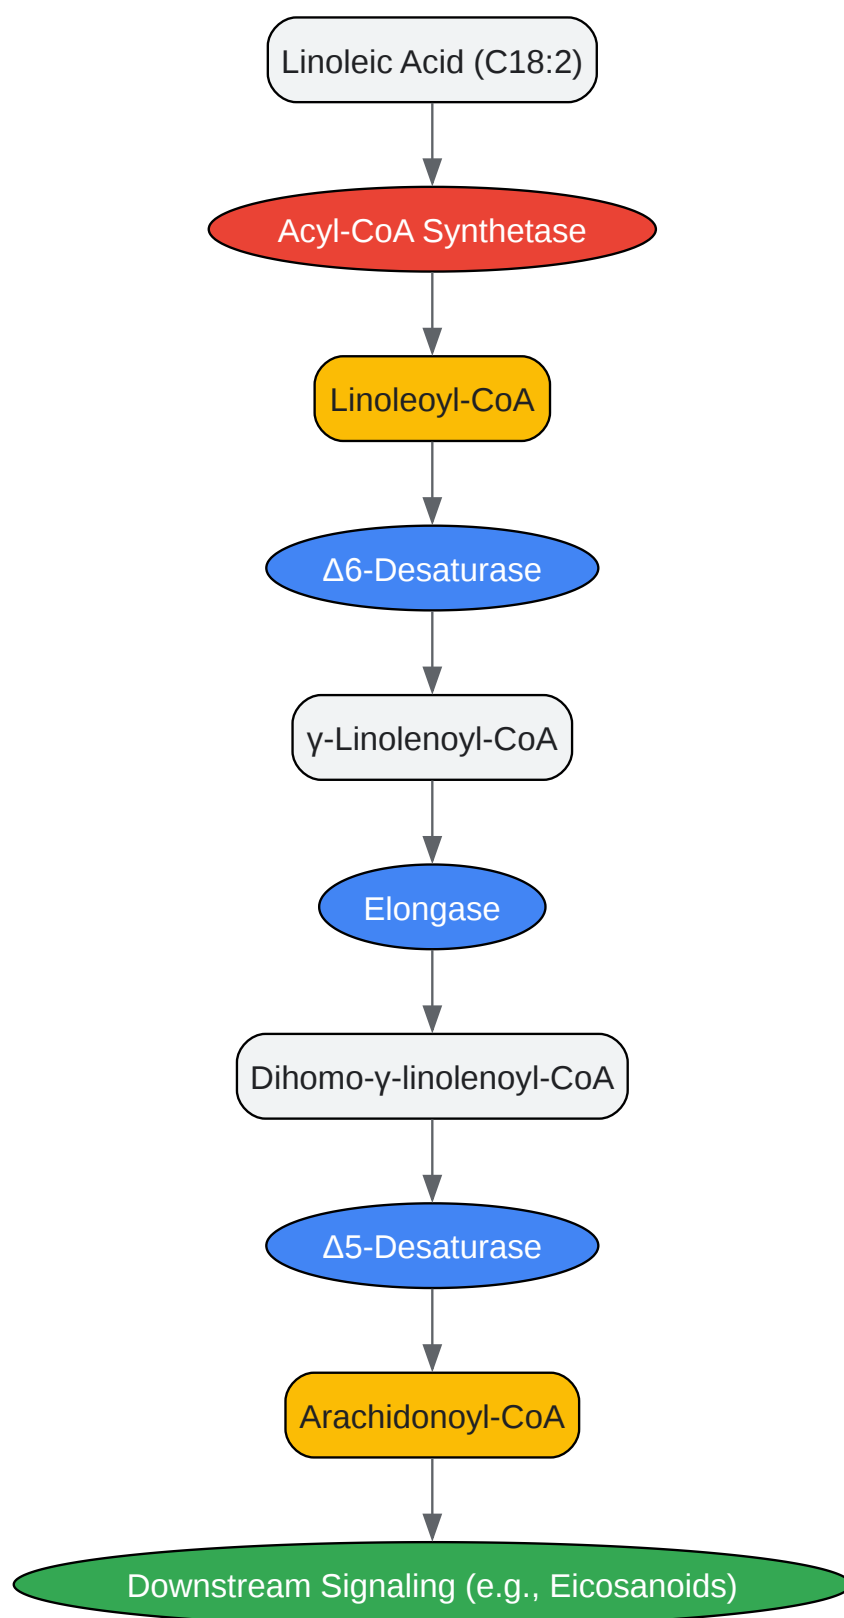 Linoleic Acid (C18:2)
Acyl-CoA Synthetase
Linoleoyl-CoA
Δ6-Desaturase
γ-Linolenoyl-CoA
Elongase
Dihomo-γ-linolenoyl-CoA
Δ5-Desaturase
Arachidonoyl-CoA
Downstream Signaling (e.g., Eicosanoids)